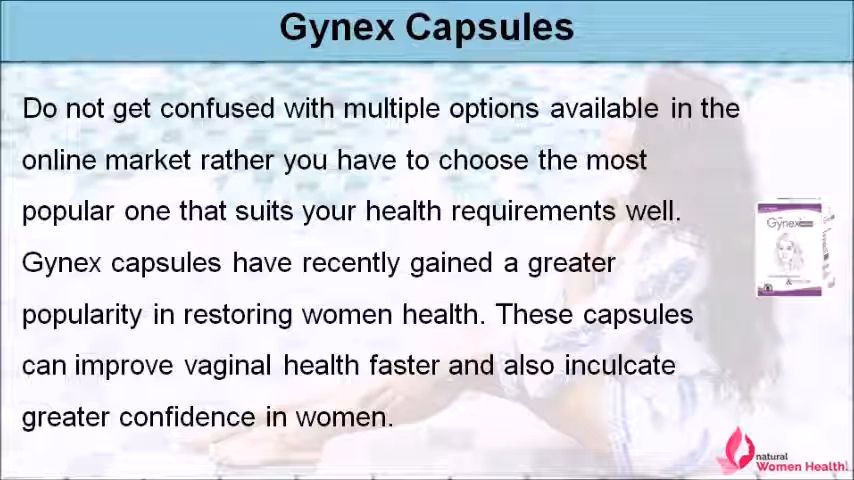 Gynex Capsules
Do not get confused with multiple options available in the
online market rather you have to choose the most
popular one that suits your health requirements well.
Gynex capsules have recently gained a greater
popularity in restoring women health. These capsules
can improve vaginal health faster and also inculcate
greater confidence in women.
Gynex
natural
Women Health.